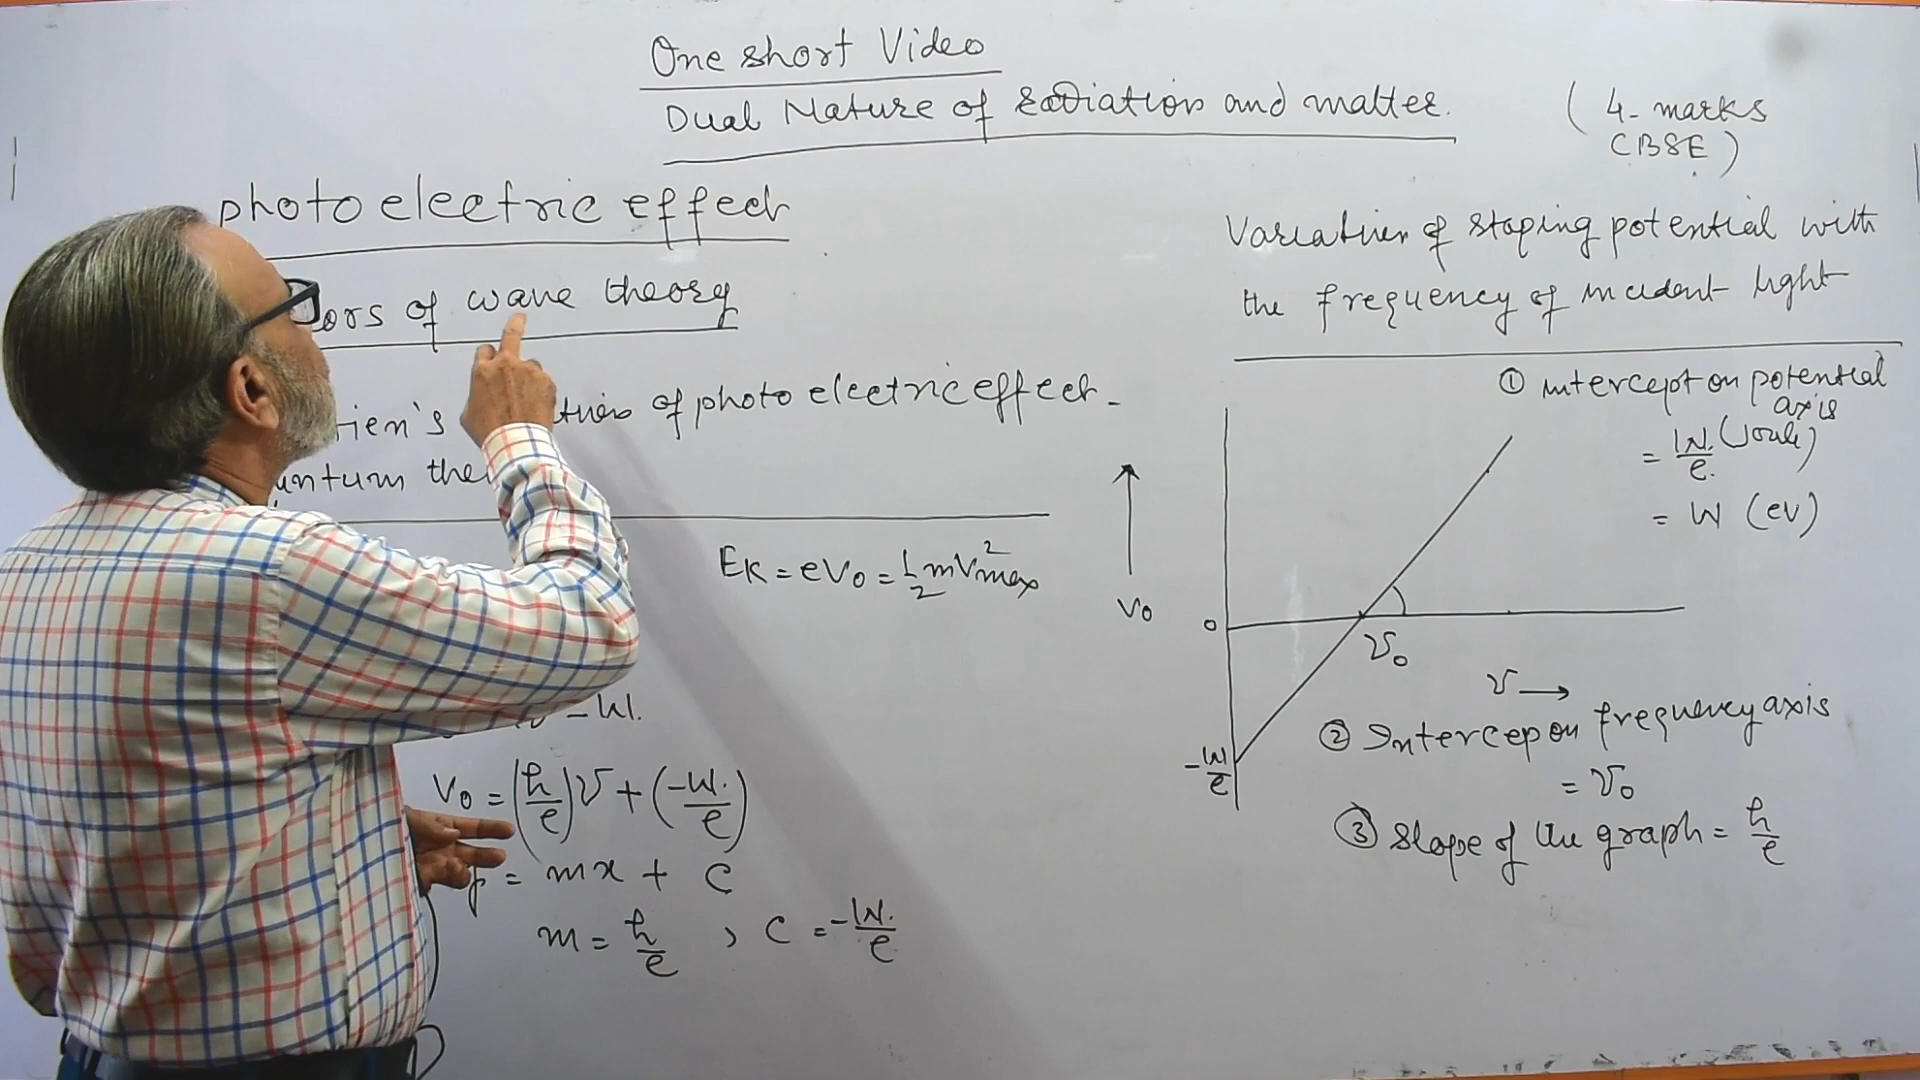 One short Video
Dual Nature of radiation and matter.
( 4- marks
CBSE )
photo electric effect
of wave theory
of photo electric effect -
Ek = eV₀ = 1/2 mV²max
- W.
V₀ = (h/e)ν + (-W./e)
y = mx + c
m = h/e , c = -W./e
Variation of stoping potential with
the frequency of incident light
① intercept on potential
axis
= W./e. (Joule)
= W (ev)
V₀
0
ν₀
ν →
-W/e
② Intercep on frequency axis
= ν₀
③ Slope of the graph = h/e